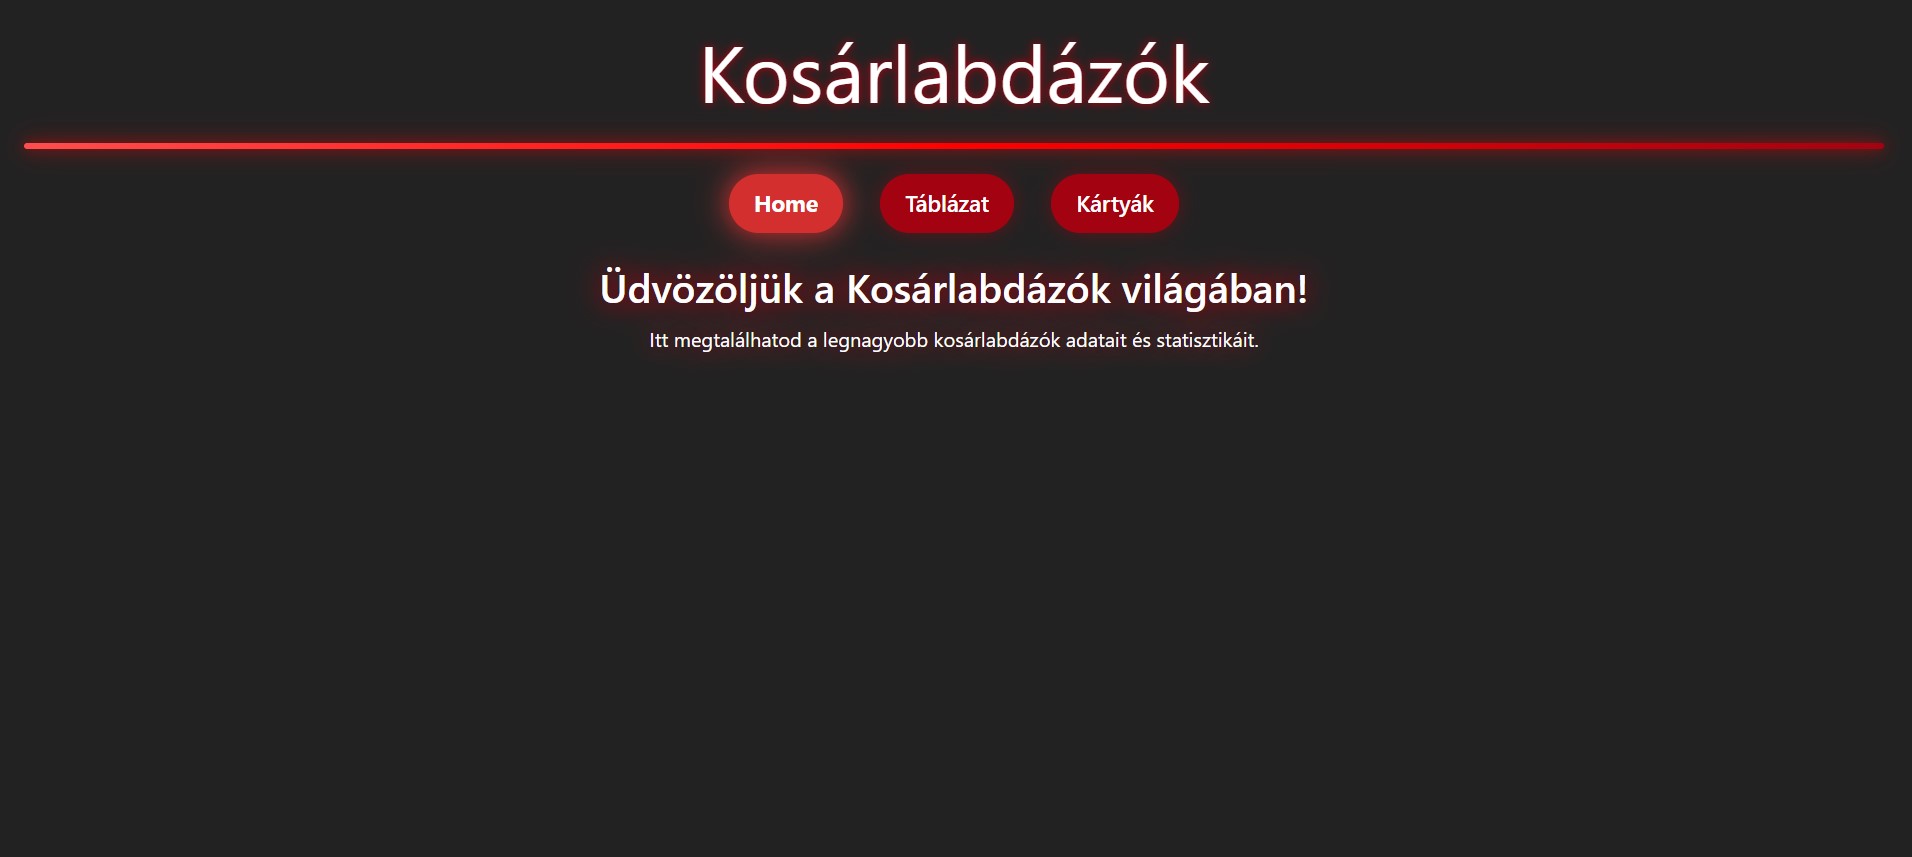 Kosárlabdázók
Home Táblázat Kártyák
Üdvözöljük a Kosárlabdázók világában!
Itt megtalálhatod a legnagyobb kosárlabdázók adatait és statisztikáit.